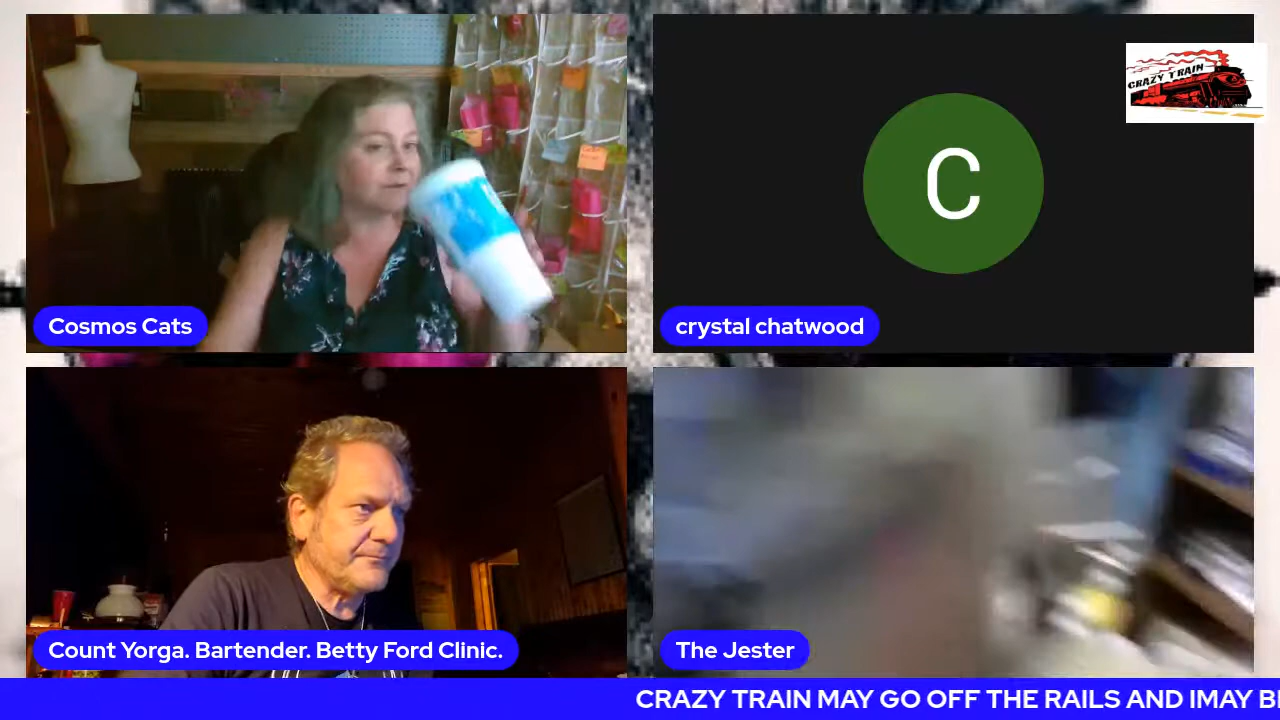 CRAZY TRAIN
Cosmos Cats
C
crystal chatwood
Count Yorga. Bartender. Betty Ford Clinic.
The Jester
CRAZY TRAIN MAY GO OFF THE RAILS AND IMAY